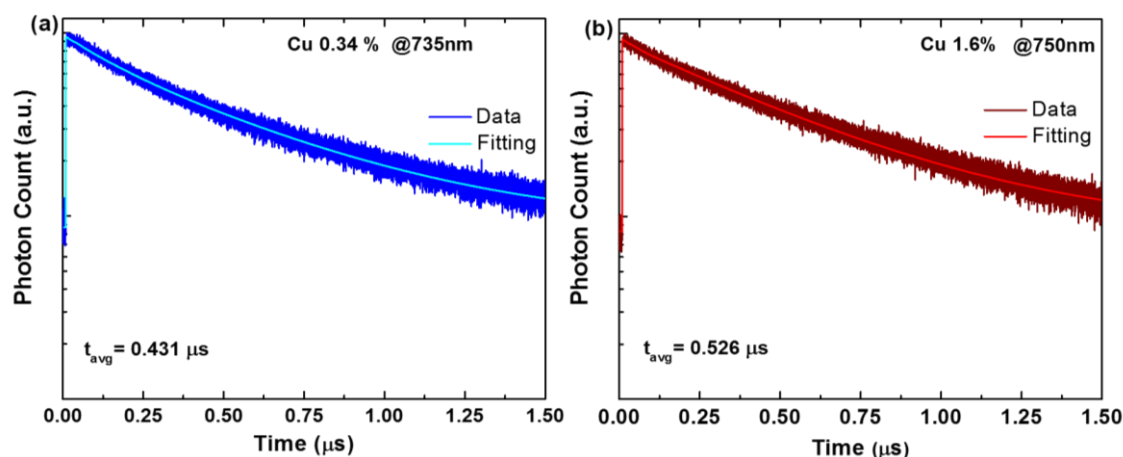 (a)
Cu 0.34 % @735nm
Data
Fitting
Photon Count (a.u.)
tavg= 0.431 μs
0.00 0.25 0.50 0.75 1.00 1.25 1.50
Time (μs)
(b)
Cu 1.6% @750nm
Data
Fitting
Photon Count (a.u.)
tavg= 0.526 μs
0.00 0.25 0.50 0.75 1.00 1.25 1.50
Time (μs)